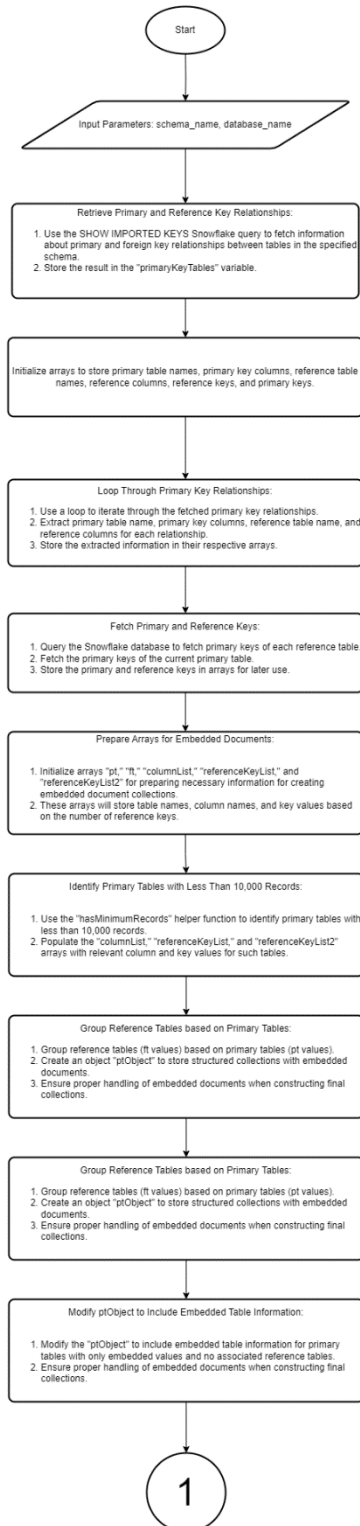 Start
Input Parameters: schema_name, database_name
Retrieve Primary and Reference Key Relationships:
1. Use the SHOW IMPORTED KEYS Snowflake query to fetch information
about primary and foreign key relationships between tables in the specified
schema.
2. Store the result in the "primaryKeyTables" variable.
Initialize arrays to store primary table names, primary key columns, reference table
names, reference columns, reference keys, and primary keys.
Loop Through Primary Key Relationships:
1. Use a loop to iterate through the fetched primary key relationships.
2. Extract primary table name, primary key columns, reference table name, and
reference columns for each relationship.
3. Store the extracted information in their respective arrays.
Fetch Primary and Reference Keys:
1. Query the Snowflake database to fetch primary keys of each reference table.
2. Fetch the primary keys of the current primary table.
3. Store the primary and reference keys in arrays for later use.
Prepare Arrays for Embedded Documents:
1. Initialize arrays "pt," "ft," "columnList," "referenceKeyList," and
"referenceKeyList2" for preparing necessary information for creating
embedded document collections.
2. These arrays will store table names, column names, and key values based
on the number of reference keys.
Identify Primary Tables with Less Than 10,000 Records:
1. Use the "hasMinimumRecords" helper function to identify primary tables with
less than 10,000 records.
2. Populate the "columnList," "referenceKeyList," and "referenceKeyList2"
arrays with relevant column and key values for such tables.
Group Reference Tables based on Primary Tables:
1. Group reference tables (ft values) based on primary tables (pt values).
2. Create an object "ptObject" to store structured collections with embedded
documents.
3. Ensure proper handling of embedded documents when constructing final
collections.
Group Reference Tables based on Primary Tables:
1. Group reference tables (ft values) based on primary tables (pt values).
2. Create an object "ptObject" to store structured collections with embedded
documents.
3. Ensure proper handling of embedded documents when constructing final
collections.
Modify ptObject to Include Embedded Table Information:
1. Modify the "ptObject" to include embedded table information for primary
tables with only embedded values and no associated reference tables.
2. Ensure proper handling of embedded documents when constructing final
collections.
1